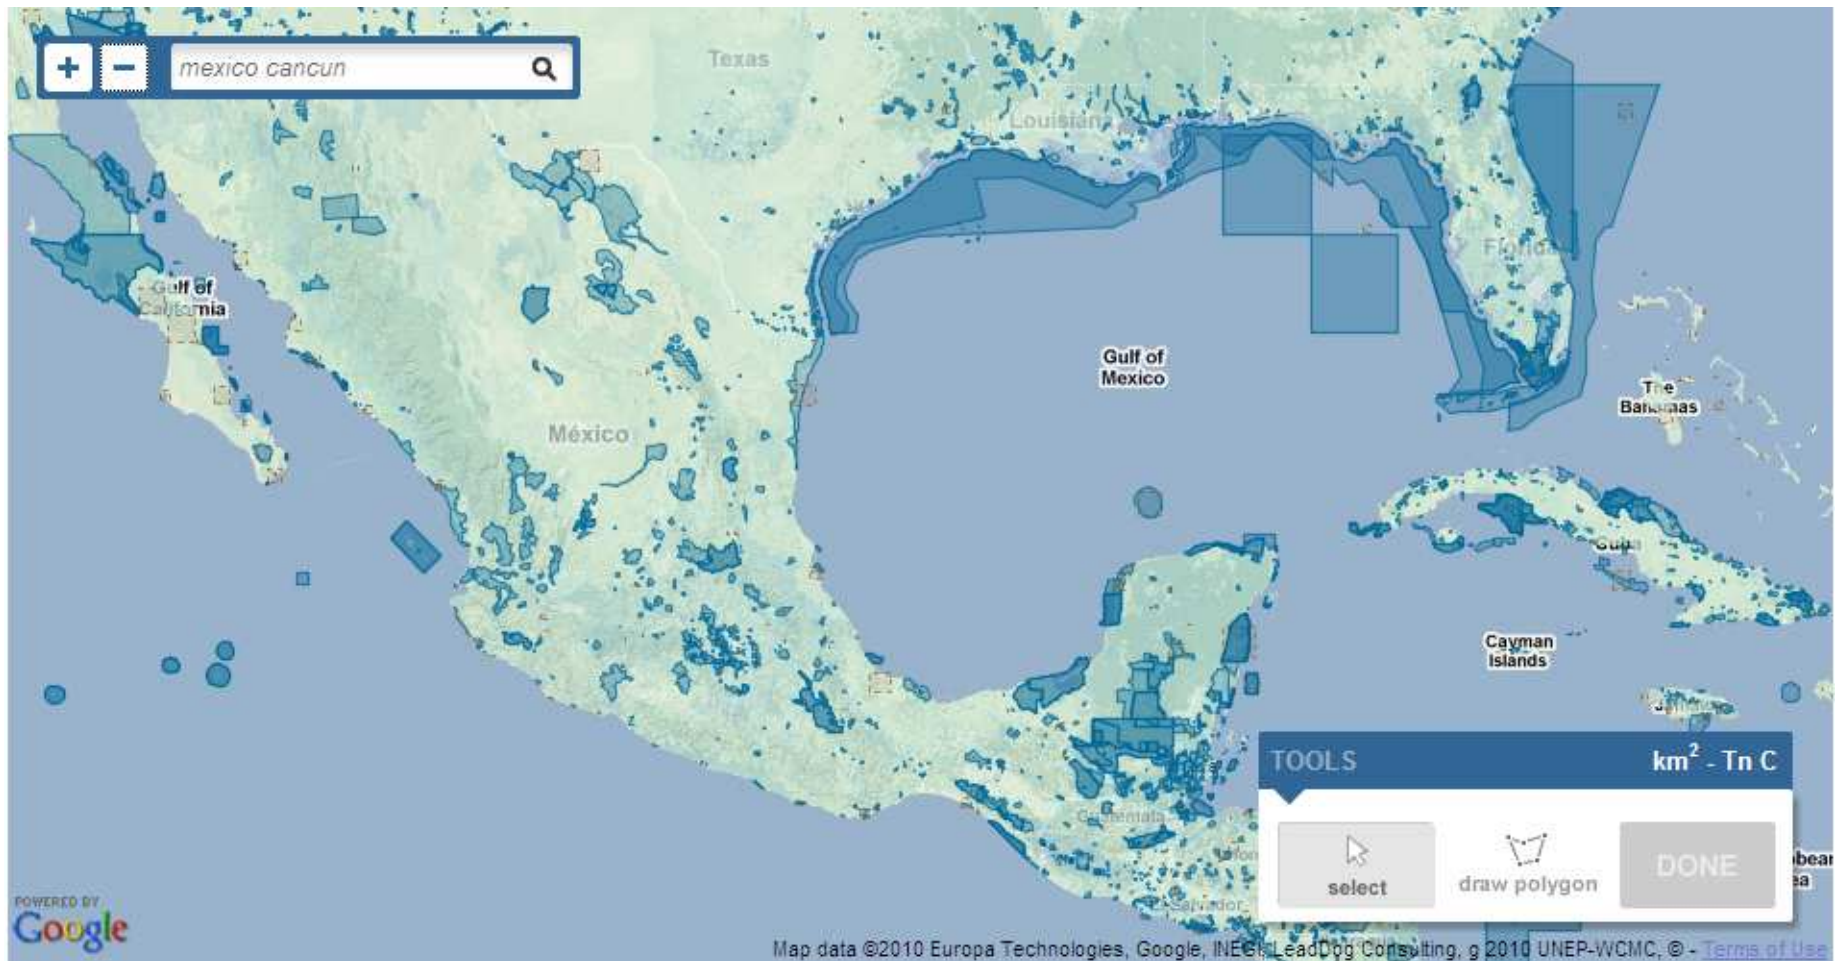 +
−
mexico cancun
Texas
Gulf of
California
Gulf of
Mexico
México
The
Bahamas
Cuba
Cayman
Islands
Guatemala
TOOLS
km² - Tn C
select
draw polygon
DONE
POWERED BY
Google
Map data ©2010 Europa Technologies, Google, INEGI, LeadDog Consulting, g 2010 UNEP-WCMC, © - Terms of Use